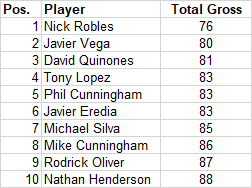 Pos. Player Total Gross
1 Nick Robles 76
2 Javier Vega 80
3 David Quinones 81
4 Tony Lopez 83
5 Phil Cunningham 83
6 Javier Eredia 83
7 Michael Silva 85
8 Mike Cunningham 86
9 Rodrick Oliver 87
10 Nathan Henderson 88